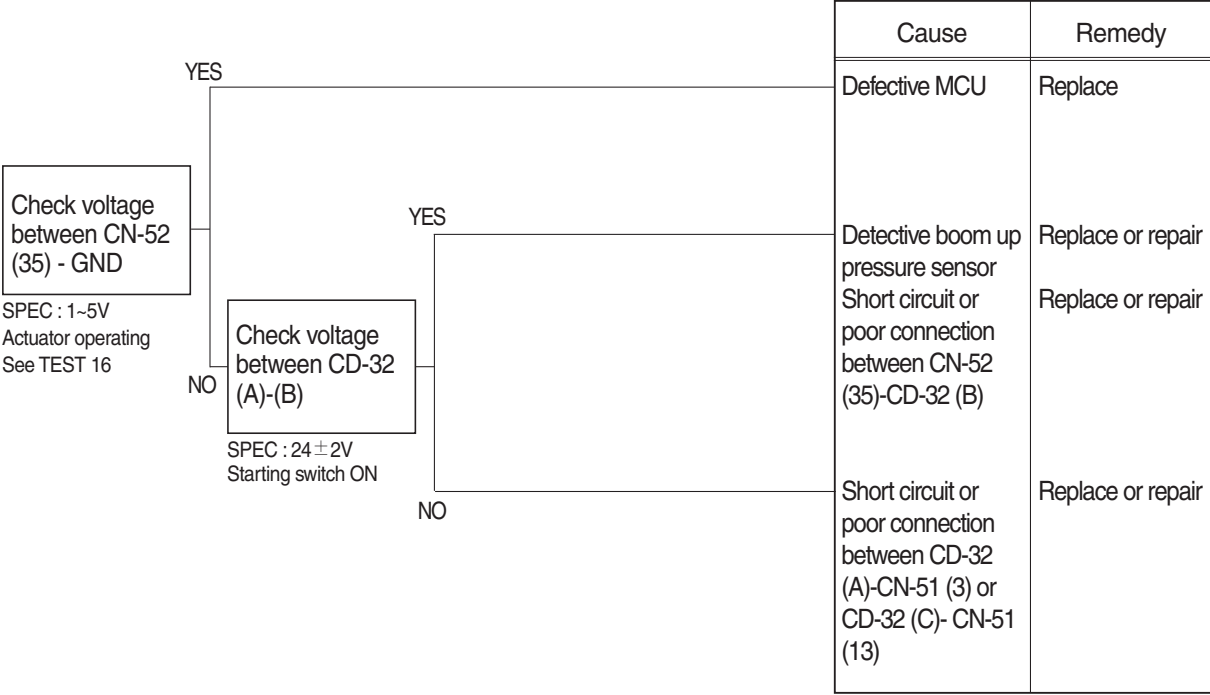 Cause
Remedy
YES
Defective MCU
Replace
Check voltage
between CN-52
(35) - GND
SPEC : 1~5V
Actuator operating
See TEST 16
NO
YES
Detective boom up
pressure sensor
Replace or repair
Short circuit or
poor connection
between CN-52
(35)-CD-32 (B)
Replace or repair
Check voltage
between CD-32
(A)-(B)
SPEC : 24±2V
Starting switch ON
NO
Short circuit or
poor connection
between CD-32
(A)-CN-51 (3) or
CD-32 (C)- CN-51
(13)
Replace or repair